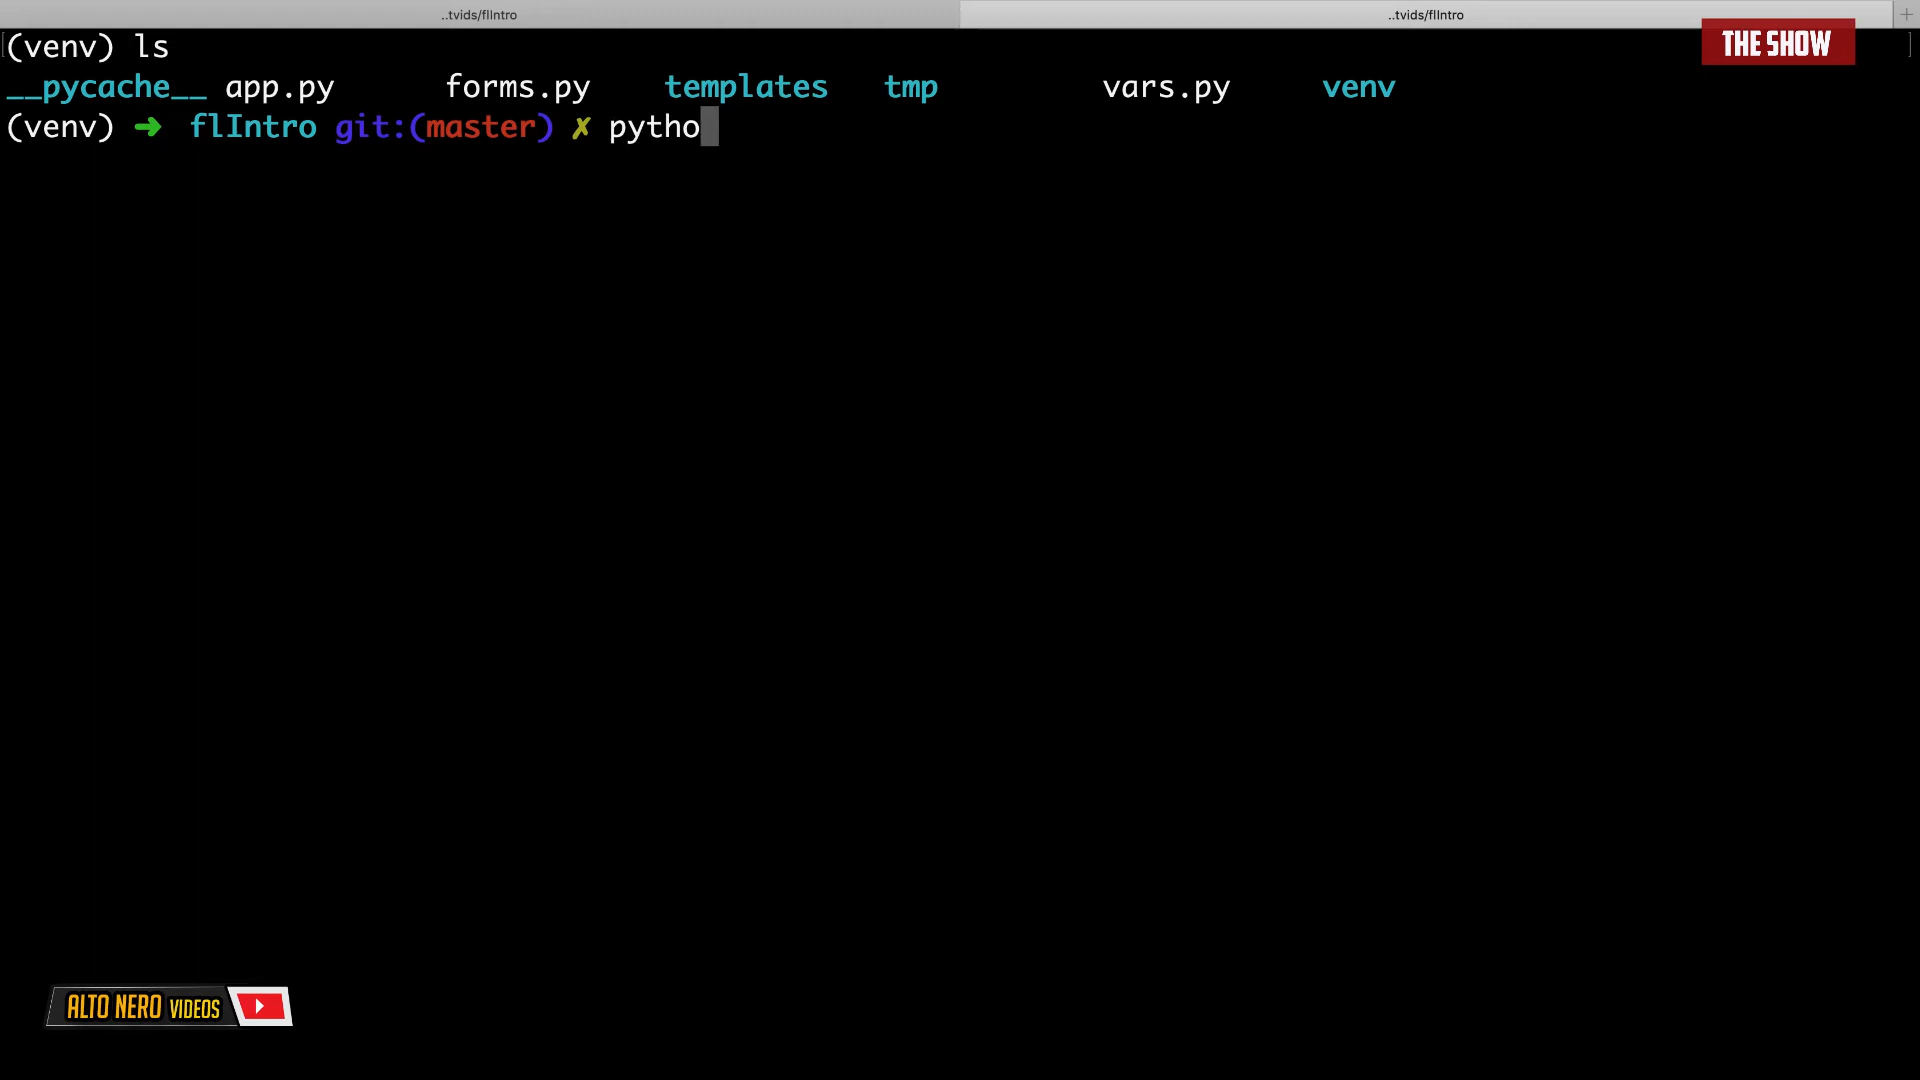 ..tvids/flIntro ..tvids/flIntro +
THE SHOW
(venv) ls
__pycache__ app.py forms.py templates tmp vars.py venv
(venv) ➜ flIntro git:(master) ✗ pytho
ALTO NERO VIDEOS